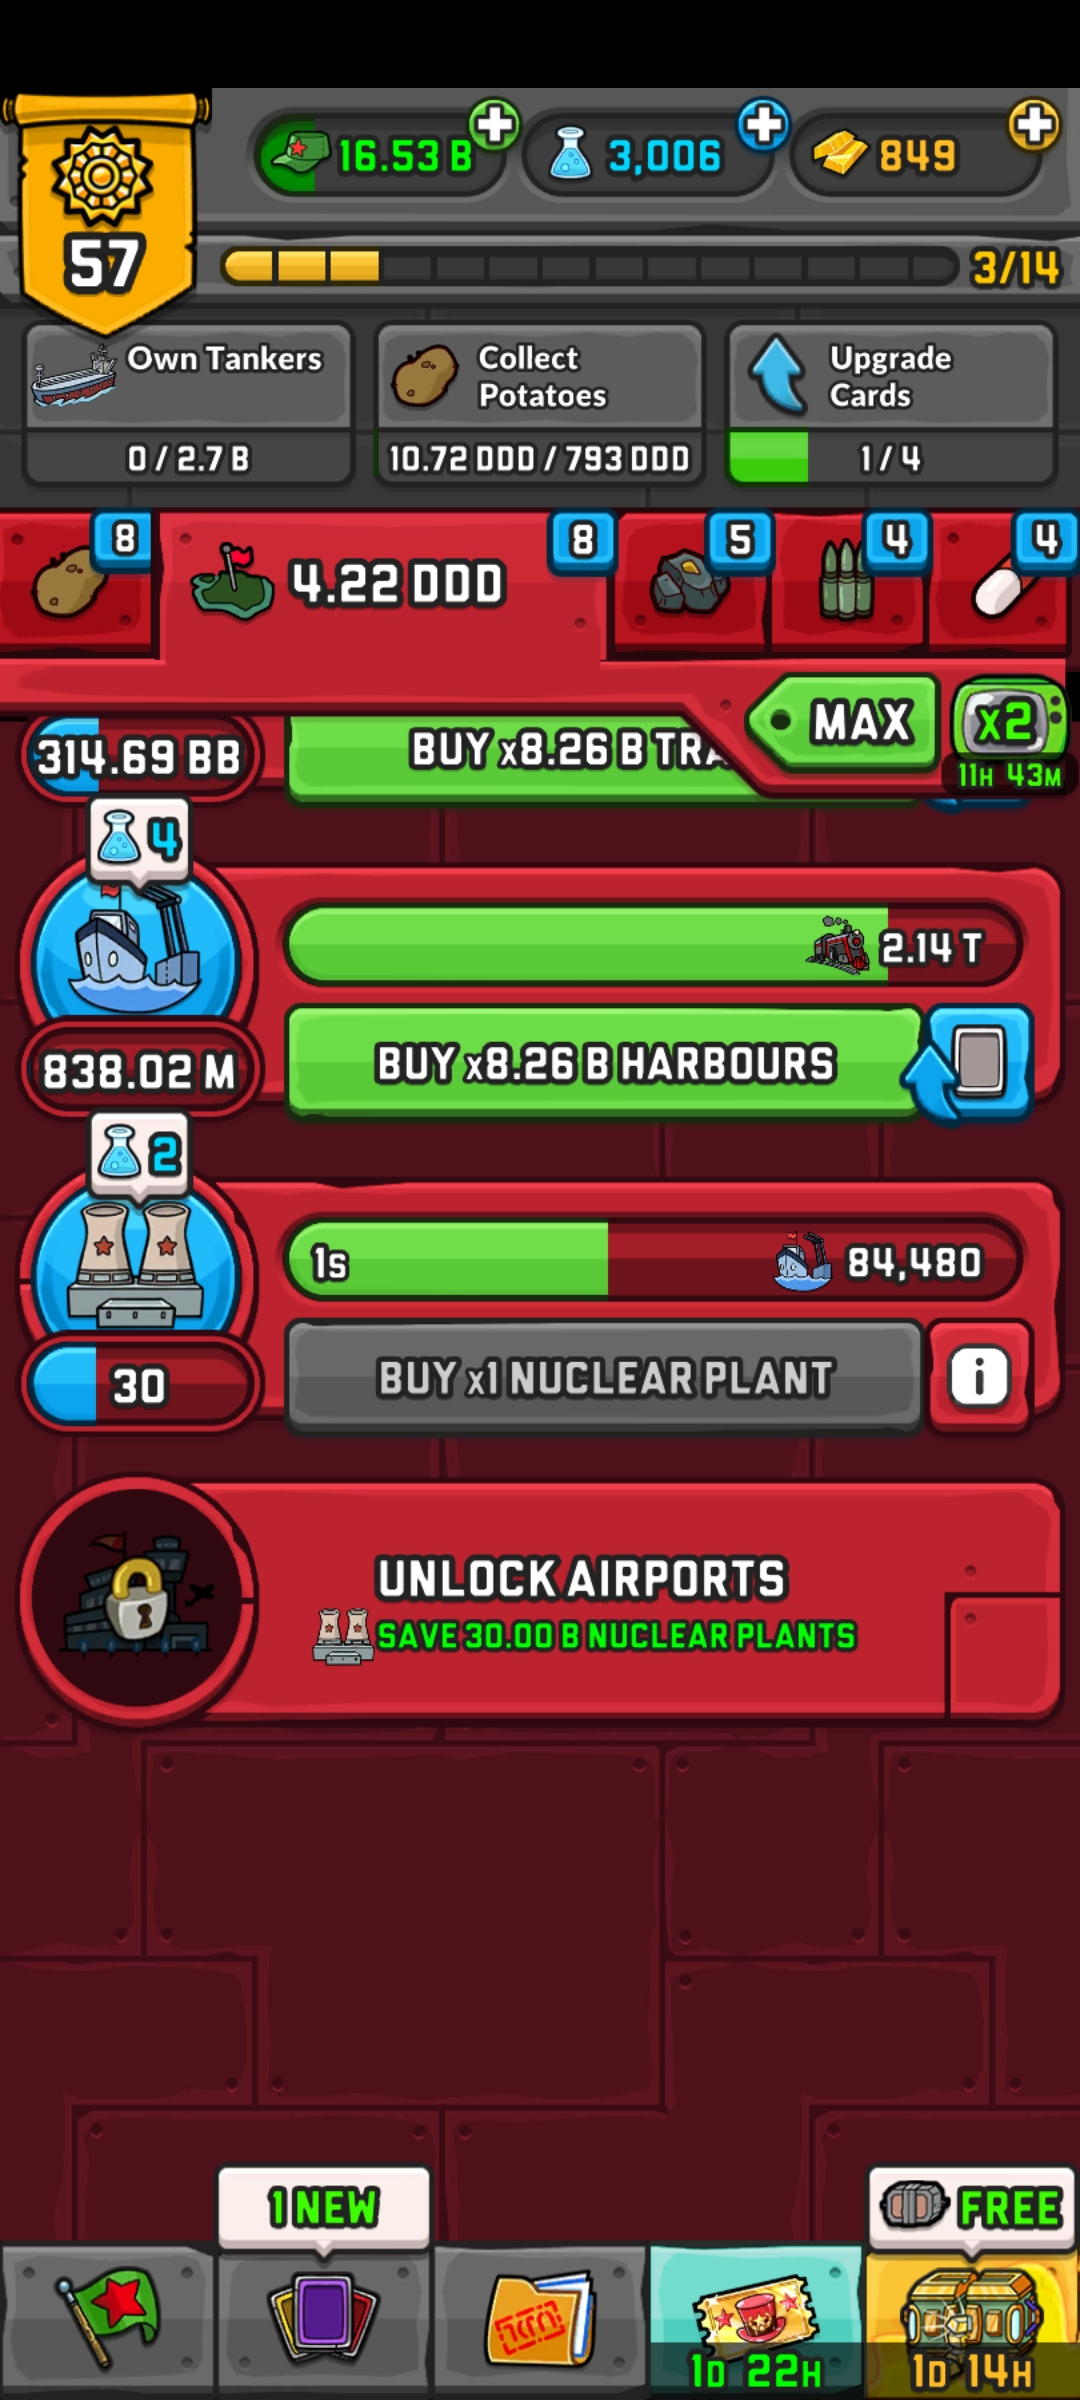 16.53 B
3,006
849
57
3/14
Own Tankers
0 / 2.7 B
Collect
Potatoes
10.72 DDD / 793 DDD
Upgrade
Cards
1 / 4
8
4.22 DDD
8
5
4
4
MAX
x2
11H 43M
314.69 BB
BUY x8.26 B TRA
4
2.14 T
838.02 M
BUY x8.26 B HARBOURS
2
1s
84,480
30
BUY x1 NUCLEAR PLANT
i
UNLOCK AIRPORTS
SAVE 30.00 B NUCLEAR PLANTS
1 NEW
FREE
1D 22H
1D 14H